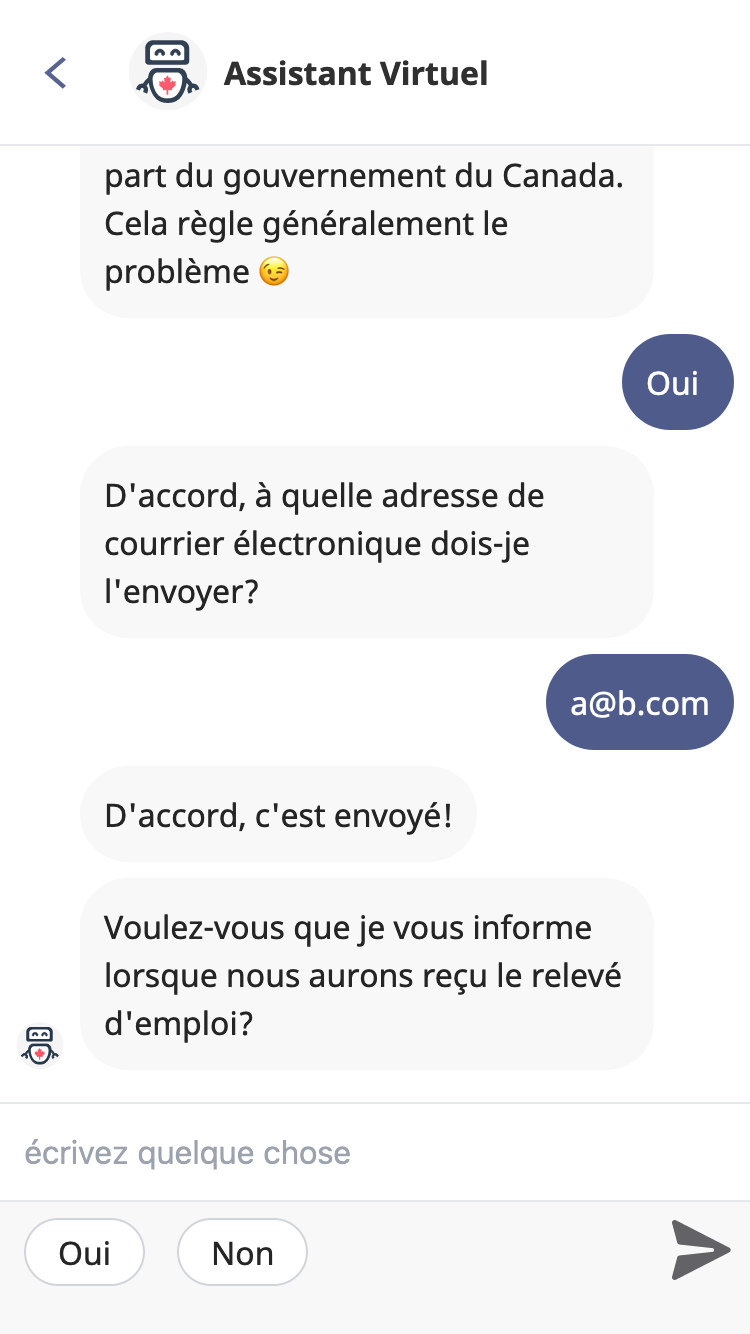 Assistant Virtuel
part du gouvernement du Canada.
Cela règle généralement le
problème 😉
Oui
D'accord, à quelle adresse de
courrier électronique dois-je
l'envoyer?
a@b.com
D'accord, c'est envoyé!
Voulez-vous que je vous informe
lorsque nous aurons reçu le relevé
d'emploi?
écrivez quelque chose
Oui
Non